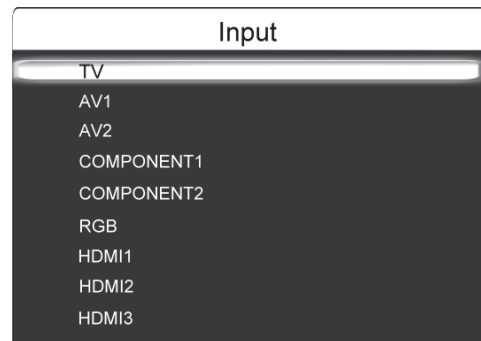 Input
TV
AV1
AV2
COMPONENT1
COMPONENT2
RGB
HDMI1
HDMI2
HDMI3